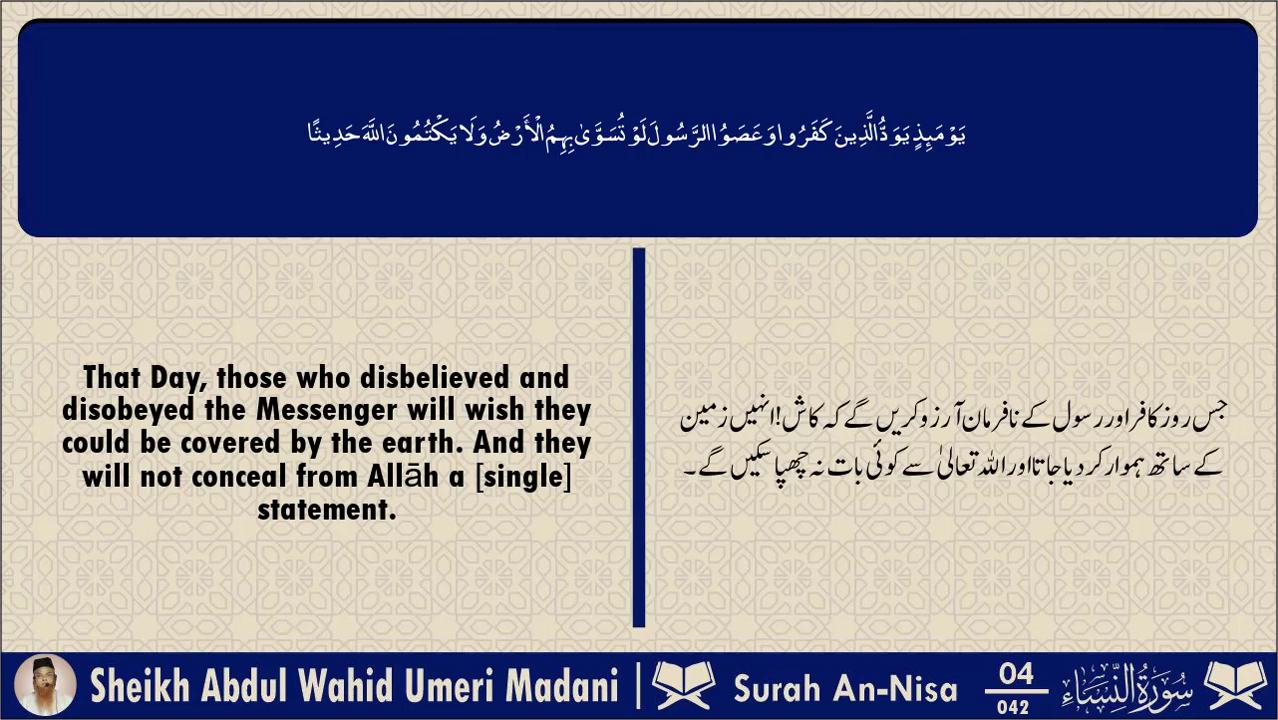 يَوْمَئِذٍ يَوَدُّ الَّذِينَ كَفَرُوا وَعَصَوُا الرَّسُولَ لَوْ تُسَوَّىٰ بِهِمُ الْأَرْضُ وَلَا يَكْتُمُونَ اللَّهَ حَدِيثًا
That Day, those who disbelieved and
disobeyed the Messenger will wish they
could be covered by the earth. And they
will not conceal from Allāh a [single]
statement.
جس روز کافر اور رسول کے نافرمان آرزو کریں گے کہ کاش! انہیں زمین
کے ساتھ ہموار کر دیا جاتا اور اللہ تعالیٰ سے کوئی بات نہ چھپا سکیں گے۔
Sheikh Abdul Wahid Umeri Madani | Surah An-Nisa
04
042
سُورَةُ النِّسَاءِ